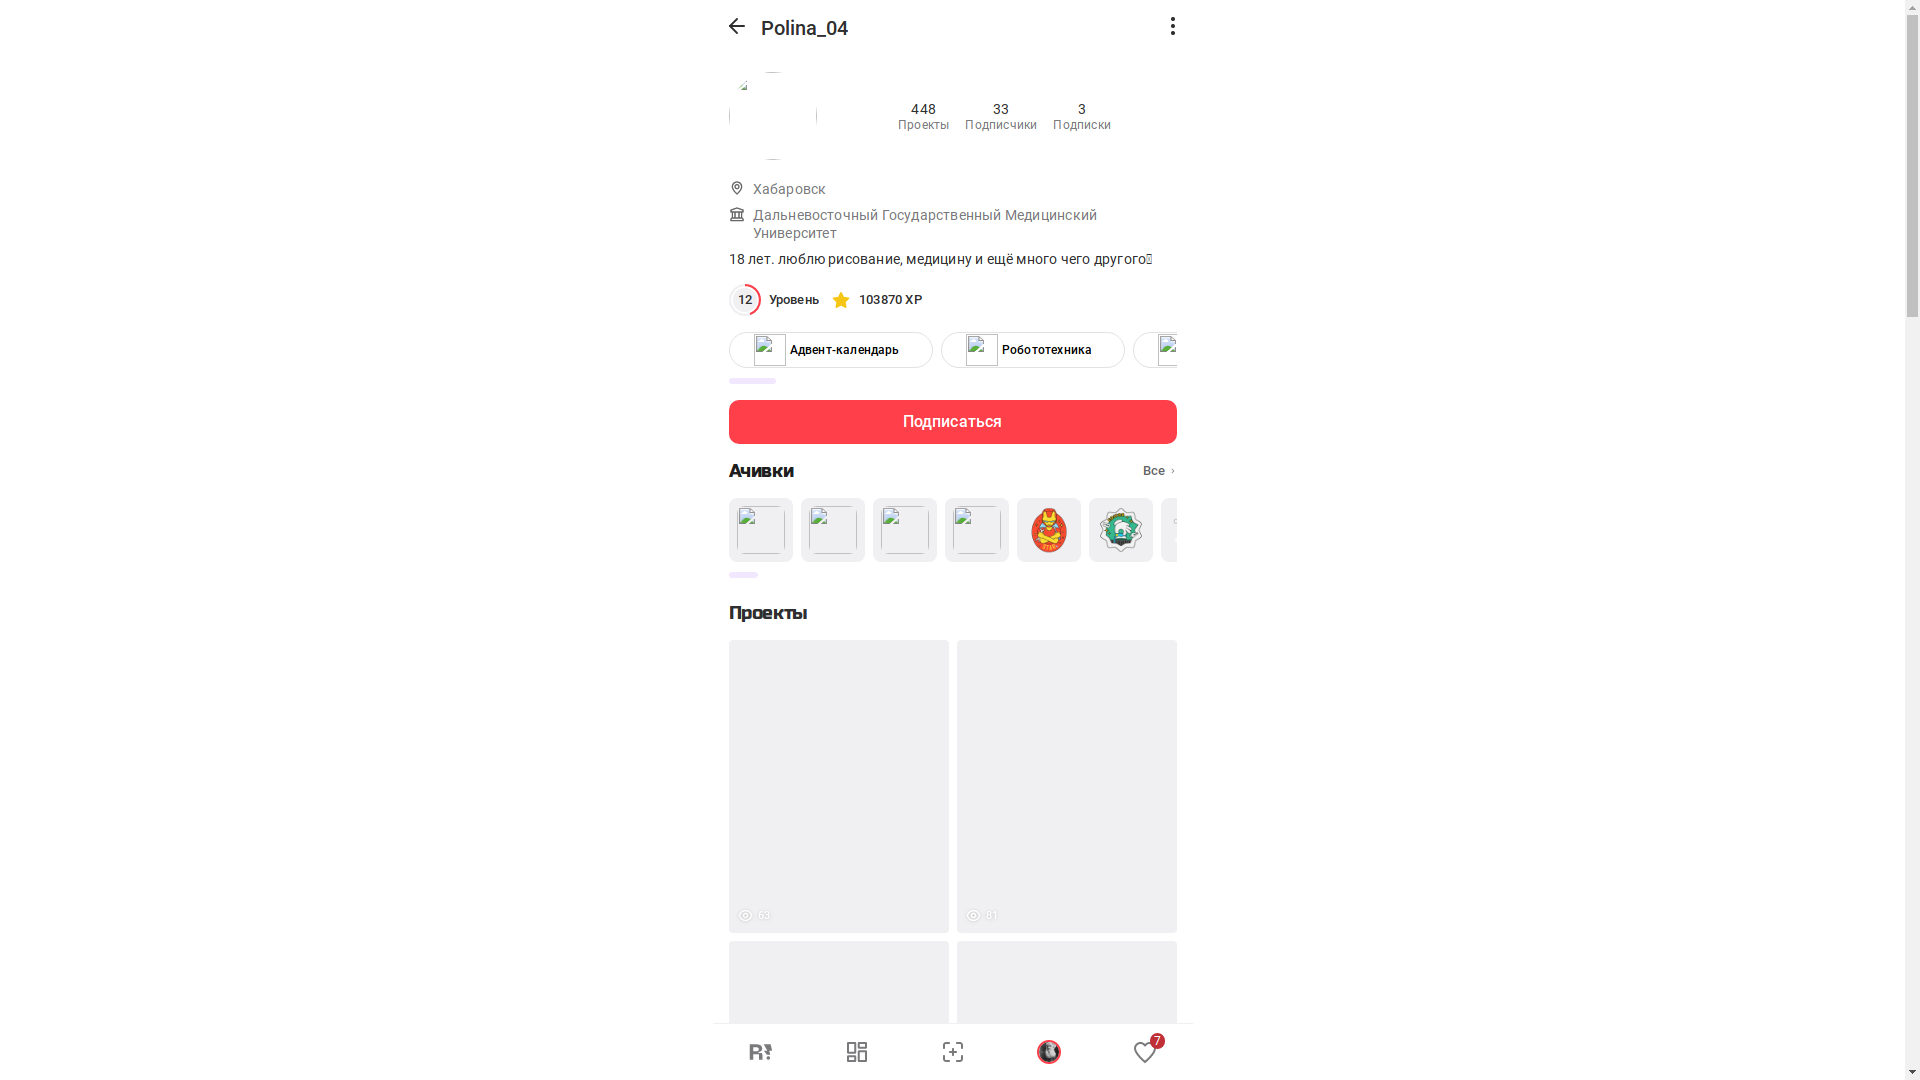 Polina_04
448
33
3
Проекты
Подписчики
Подписки
Хабаровск
Дальневосточный Государственный Медицинский
Университет
18 лет. люблю рисование, медицину и ещё много чего другого
12
Уровень
103870 XP
Адвент-календарь
Робототехника
Подписаться
Ачивки
Все
Проекты
63
81
R
7